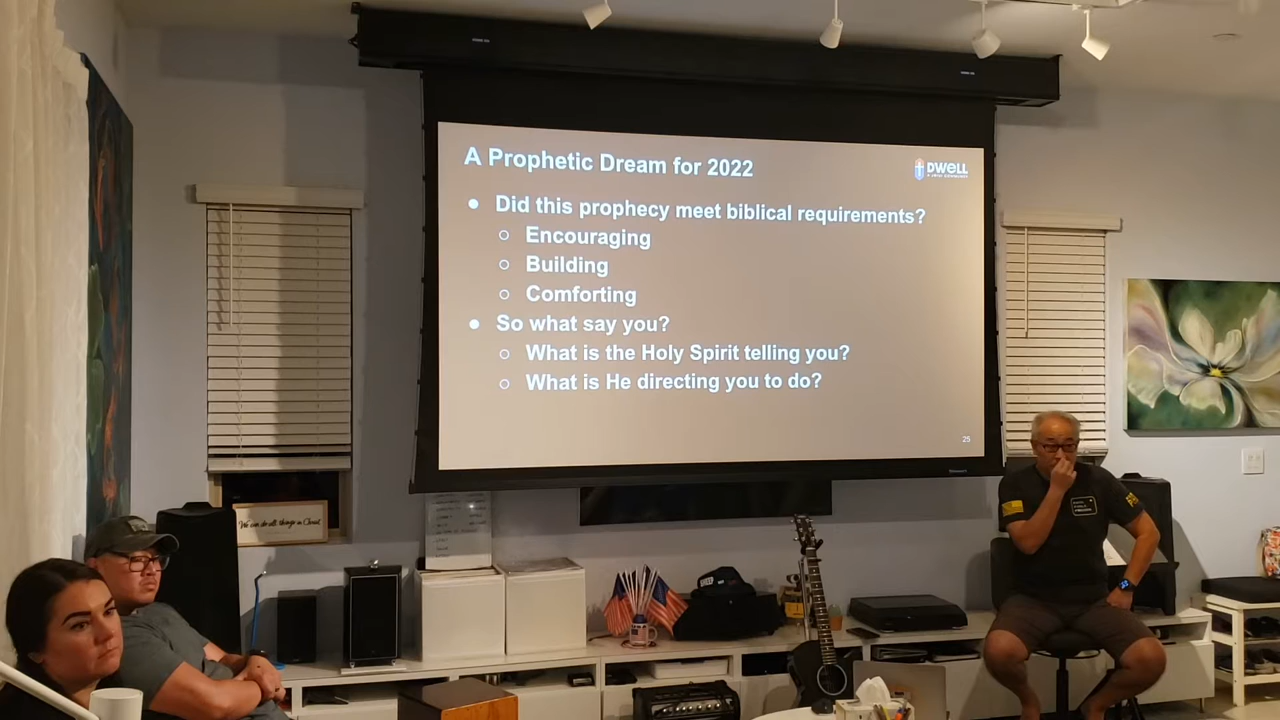 A Prophetic Dream for 2022
DWELL
● Did this prophecy meet biblical requirements?
○ Encouraging
○ Building
○ Comforting
● So what say you?
○ What is the Holy Spirit telling you?
○ What is He directing you to do?
25
We can do all things in Christ